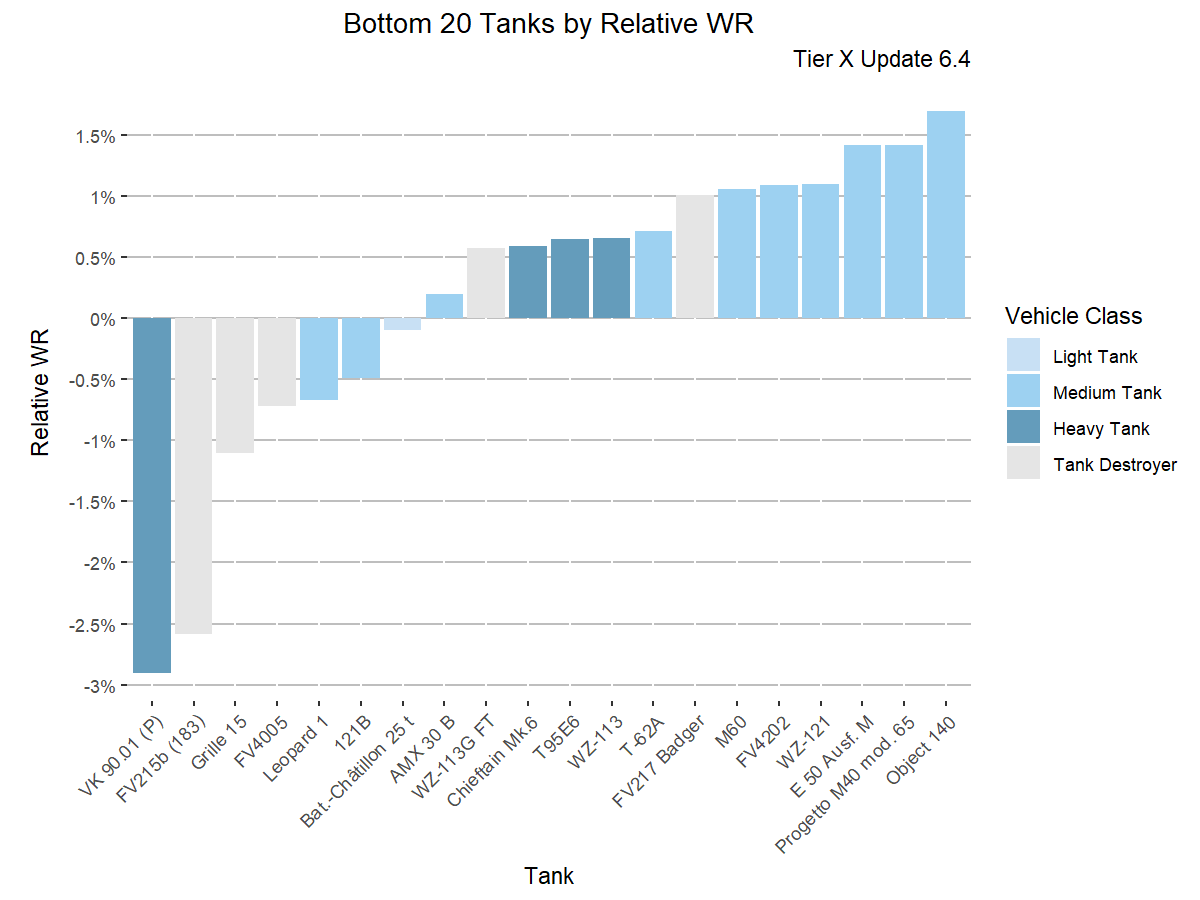 Bottom 20 Tanks by Relative WR
Tier X Update 6.4
1.5%
1%
0.5%
0%
-0.5%
-1%
-1.5%
-2%
-2.5%
-3%
Relative WR
VK 90.01 (P)
FV215b (183)
Grille 15
FV4005
Leopard 1
121B
Bat.-Châtillon 25 t
AMX 30 B
WZ-113G FT
Chieftain Mk.6
T95E6
WZ-113
T-62A
FV217 Badger
M60
FV4202
WZ-121
E 50 Ausf. M
Progetto M40 mod. 65
Object 140
Tank
Vehicle Class
Light Tank
Medium Tank
Heavy Tank
Tank Destroyer